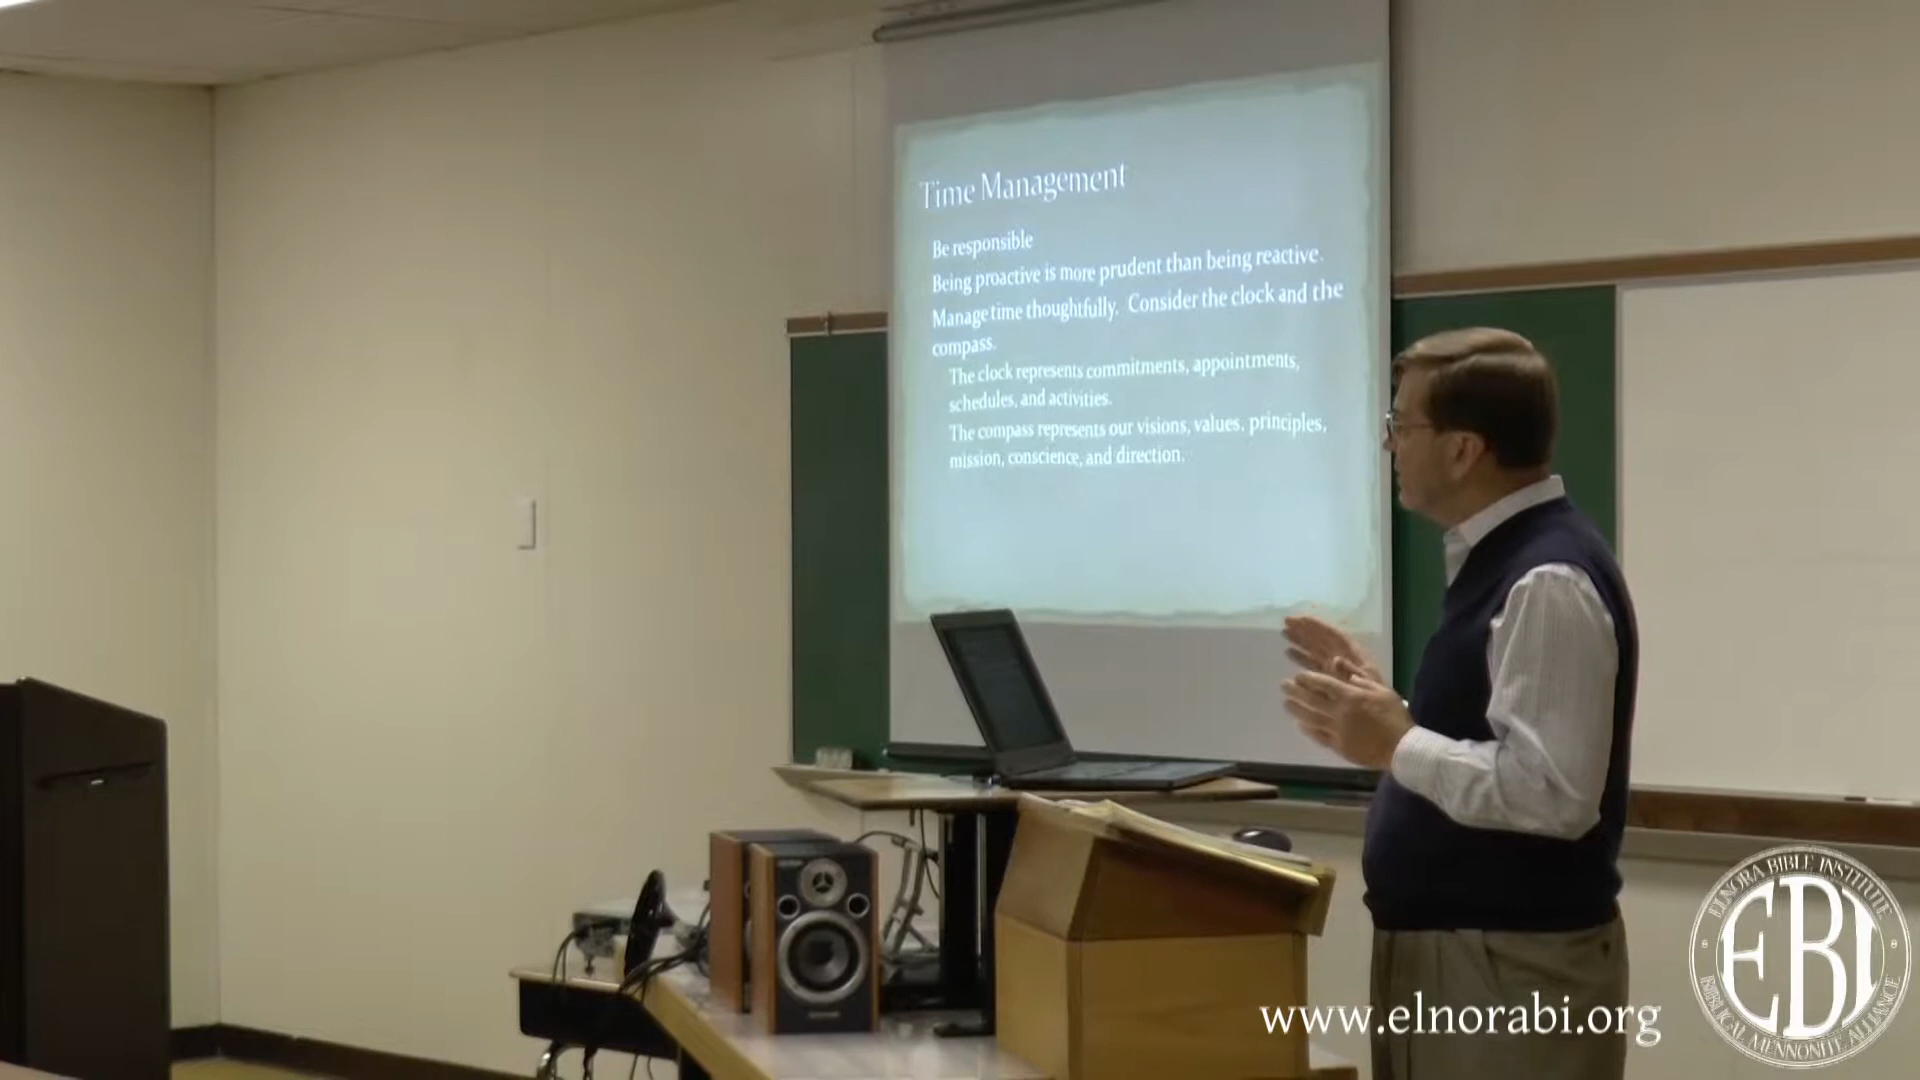 Time Management
Be responsible
Being proactive is more prudent than being reactive.
Manage time thoughtfully. Consider the clock and the
compass.
The clock represents commitments, appointments,
schedules, and activities.
The compass represents our visions, values, principles,
mission, conscience, and direction.
www.elnorabi.org
ELNORA BIBLE INSTITUTE
EBI
BIBLICAL MENNONITE ALLIANCE